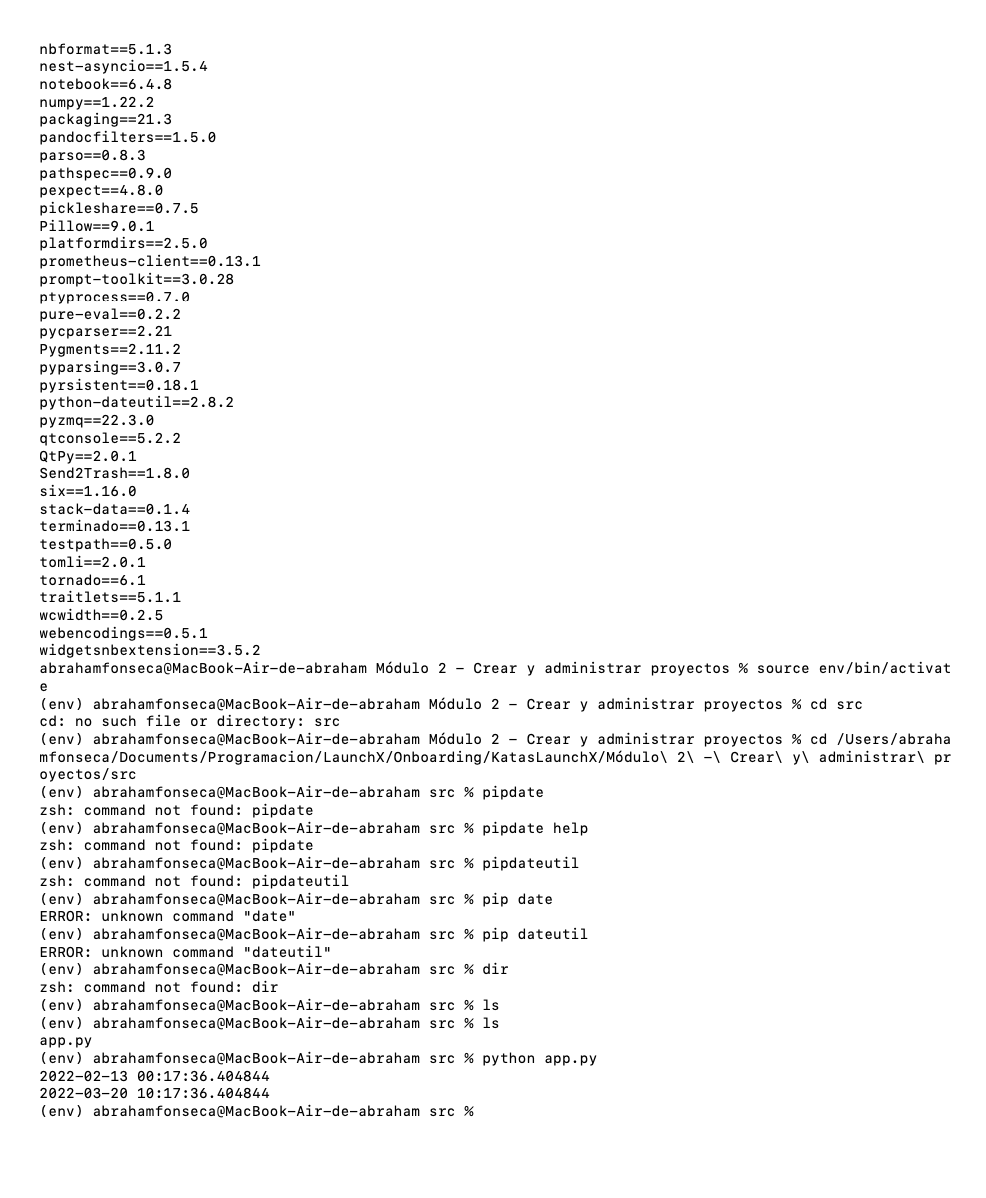 nbformat==5.1.3
nest-asyncio==1.5.4
notebook==6.4.8
numpy==1.22.2
packaging==21.3
pandocfilters==1.5.0
parso==0.8.3
pathspec==0.9.0
pexpect==4.8.0
pickleshare==0.7.5
Pillow==9.0.1
platformdirs==2.5.0
prometheus-client==0.13.1
prompt-toolkit==3.0.28
ptyprocess==0.7.0
pure-eval==0.2.2
pycparser==2.21
Pygments==2.11.2
pyparsing==3.0.7
pyrsistent==0.18.1
python-dateutil==2.8.2
pyzmq==22.3.0
qtconsole==5.2.2
QtPy==2.0.1
Send2Trash==1.8.0
six==1.16.0
stack-data==0.1.4
terminado==0.13.1
testpath==0.5.0
tomli==2.0.1
tornado==6.1
traitlets==5.1.1
wcwidth==0.2.5
webencodings==0.5.1
widgetsnbextension==3.5.2
abrahamfonseca@MacBook-Air-de-abraham Módulo 2 - Crear y administrar proyectos % source env/bin/activat
e
(env) abrahamfonseca@MacBook-Air-de-abraham Módulo 2 - Crear y administrar proyectos % cd src
cd: no such file or directory: src
(env) abrahamfonseca@MacBook-Air-de-abraham Módulo 2 - Crear y administrar proyectos % cd /Users/abraha
mfonseca/Documents/Programacion/LaunchX/Onboarding/KatasLaunchX/Módulo\ 2\ -\ Crear\ y\ administrar\ pr
oyectos/src
(env) abrahamfonseca@MacBook-Air-de-abraham src % pipdate
zsh: command not found: pipdate
(env) abrahamfonseca@MacBook-Air-de-abraham src % pipdate help
zsh: command not found: pipdate
(env) abrahamfonseca@MacBook-Air-de-abraham src % pipdateutil
zsh: command not found: pipdateutil
(env) abrahamfonseca@MacBook-Air-de-abraham src % pip date
ERROR: unknown command "date"
(env) abrahamfonseca@MacBook-Air-de-abraham src % pip dateutil
ERROR: unknown command "dateutil"
(env) abrahamfonseca@MacBook-Air-de-abraham src % dir
zsh: command not found: dir
(env) abrahamfonseca@MacBook-Air-de-abraham src % ls
(env) abrahamfonseca@MacBook-Air-de-abraham src % ls
app.py
(env) abrahamfonseca@MacBook-Air-de-abraham src % python app.py
2022-02-13 00:17:36.404844
2022-03-20 10:17:36.404844
(env) abrahamfonseca@MacBook-Air-de-abraham src %